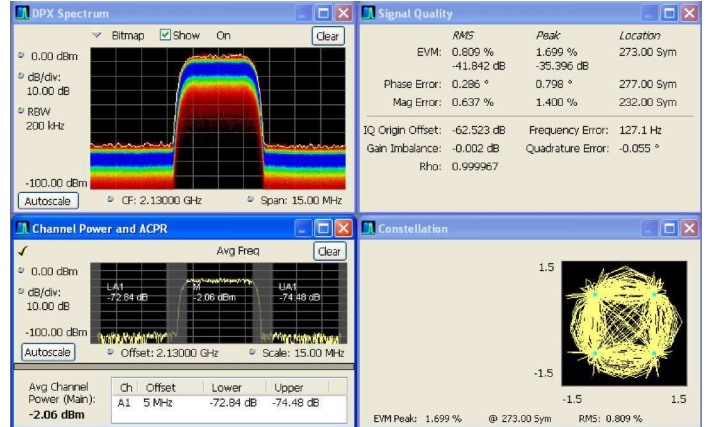 DPX Spectrum
Bitmap Show On Clear
0.00 dBm
dB/div:
10.00 dB
RBW
200 kHz
-100.00 dBm
Autoscale CF: 2.13000 GHz Span: 15.00 MHz
Signal Quality
RMS Peak Location
EVM: 0.809 % 1.699 % 273.00 Sym
-41.842 dB -35.396 dB
Phase Error: 0.286 ° 0.798 ° 277.00 Sym
Mag Error: 0.637 % 1.400 % 232.00 Sym
IQ Origin Offset: -62.523 dB Frequency Error: 127.1 Hz
Gain Imbalance: -0.002 dB Quadrature Error: -0.055 °
Rho: 0.999967
Channel Power and ACPR
Avg Freq Clear
0.00 dBm
dB/div:
10.00 dB
-100.00 dBm
LA1 M UA1
-72.84 dB -2.06 dBm -74.48 dB
Autoscale Offset: 2.13000 GHz Scale: 15.00 MHz
Avg Channel
Power (Main):
-2.06 dBm
Ch Offset Lower Upper
A1 5 MHz -72.84 dB -74.48 dB
Constellation
1.5
-1.5
-1.5 1.5
EVM Peak: 1.699 % @ 273.00 Sym RMS: 0.809 %